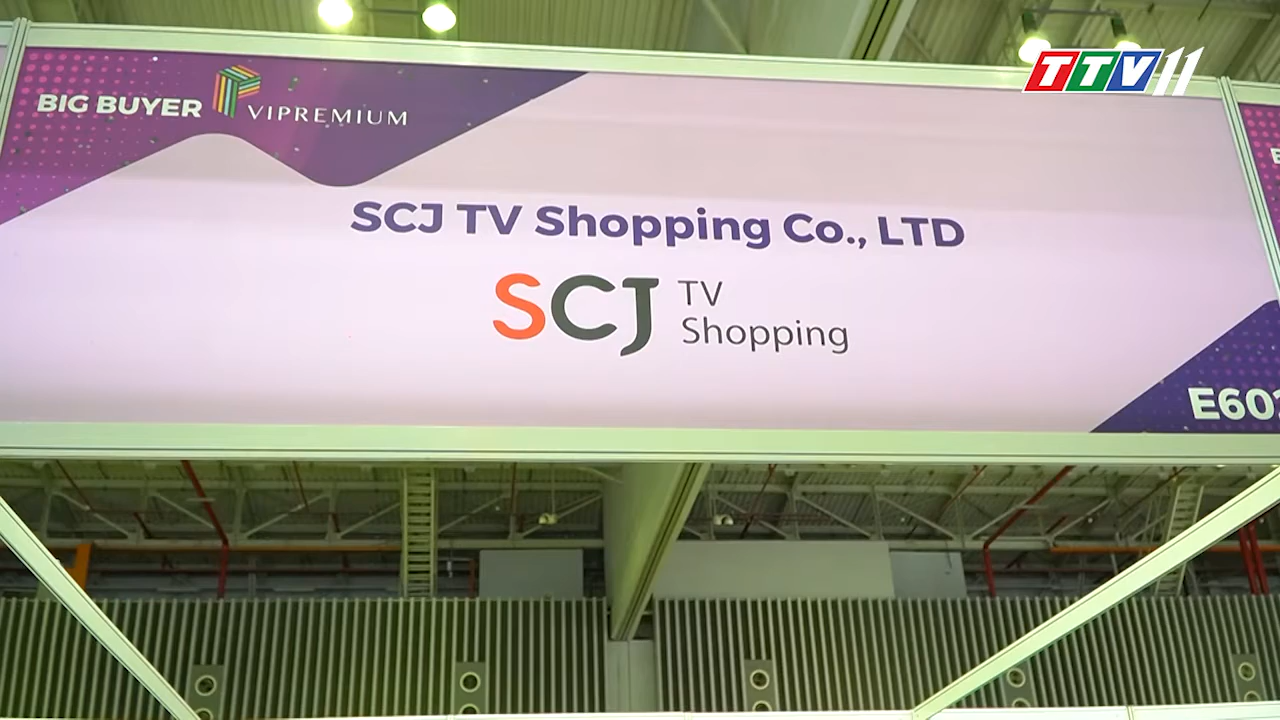 BIG BUYER
VIPREMIUM
TTV11
SCJ TV Shopping Co., LTD
SCJ TV
Shopping